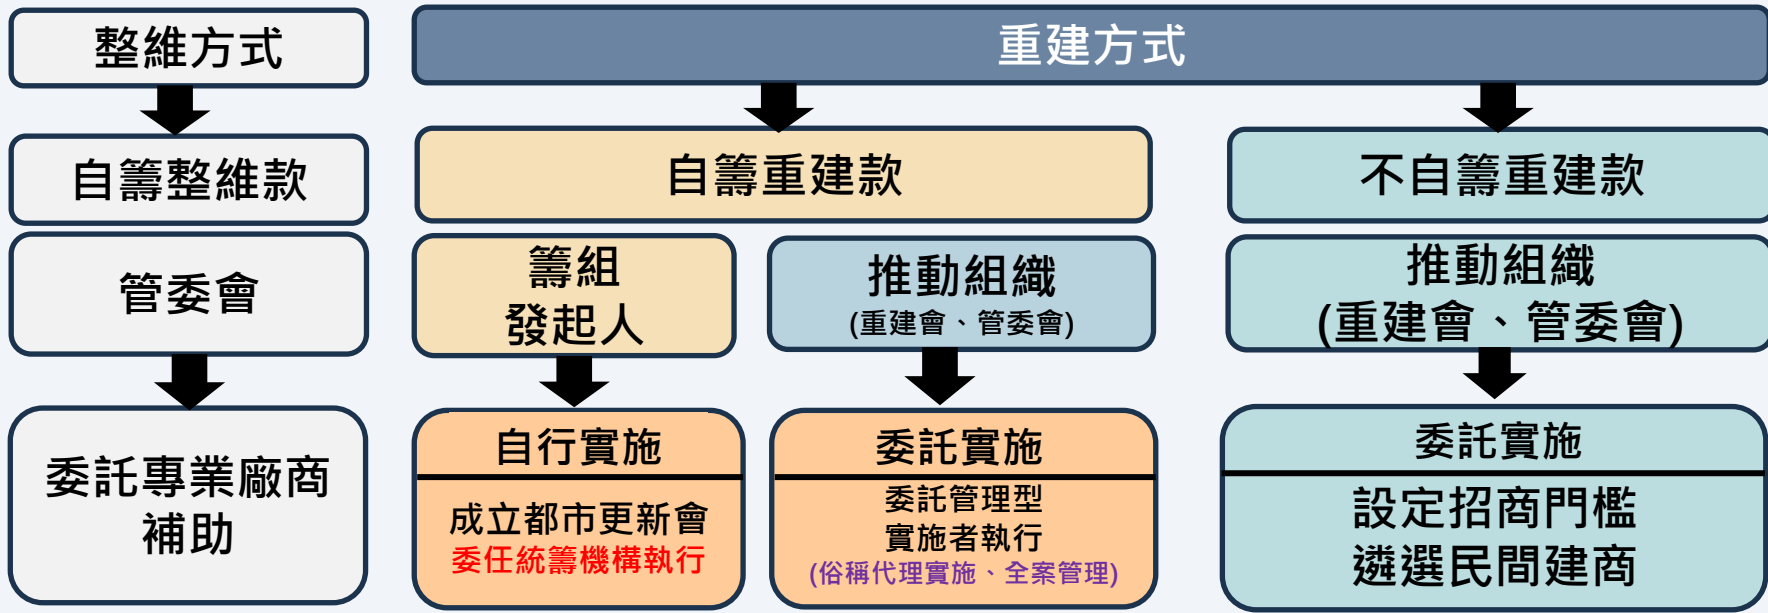 整維方式
自籌整維款
管委會
委託專業廠商
補助
重建方式
自籌重建款
籌組
發起人
自行實施
成立都市更新會
委任統籌機構執行
推動組織
(重建會、管委會)
委託實施
委託管理型
實施者執行
(俗稱代理實施、全案管理)
不自籌重建款
推動組織
(重建會、管委會)
委託實施
設定招商門檻
遴選民間建商